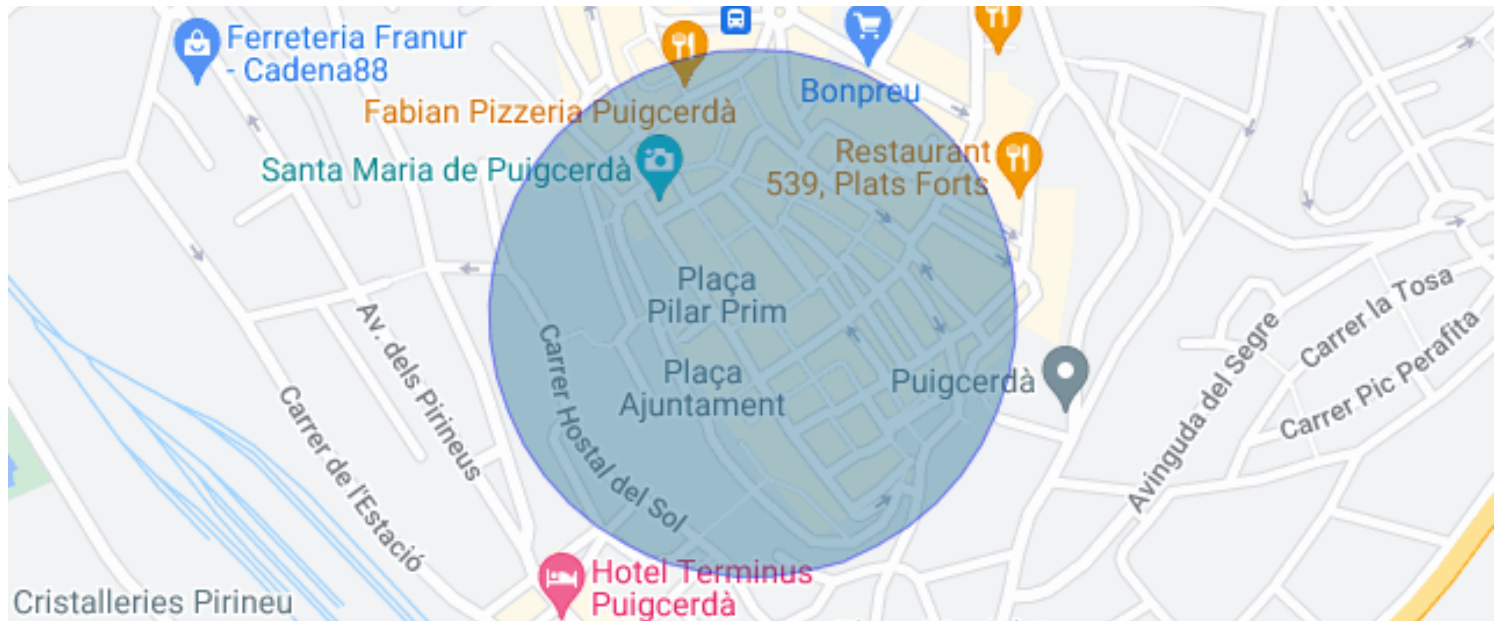 Ferreteria Franur
- Cadena88
Fabian Pizzeria Puigcerdà
Bonpreu
Santa Maria de Puigcerdà
Restaurant
539, Plats Forts
Plaça
Pilar Prim
Plaça
Ajuntament
Puigcerdà
Av. dels Pirineus
Carrer Hostal del Sol
Carrer de l'Estació
Avinguda del Segre
Carrer la Tosa
Carrer Pic Perafita
Hotel Terminus
Puigcerdà
Cristalleries Pirineu